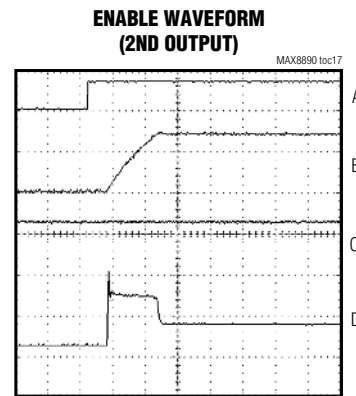 ENABLE WAVEFORM
(2ND OUTPUT)
MAX8890 toc17
A
B
C
D